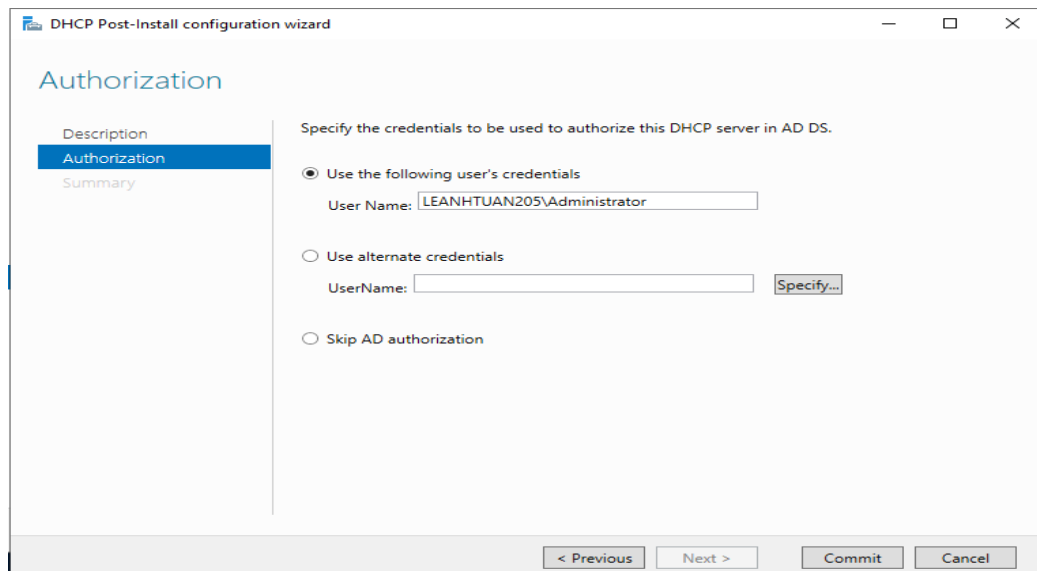 DHCP Post-Install configuration wizard
Authorization
Description
Authorization
Summary
Specify the credentials to be used to authorize this DHCP server in AD DS.
Use the following user's credentials
User Name: LEANHTUAN205\Administrator
Use alternate credentials
UserName:
Specify...
Skip AD authorization
< Previous
Next >
Commit
Cancel